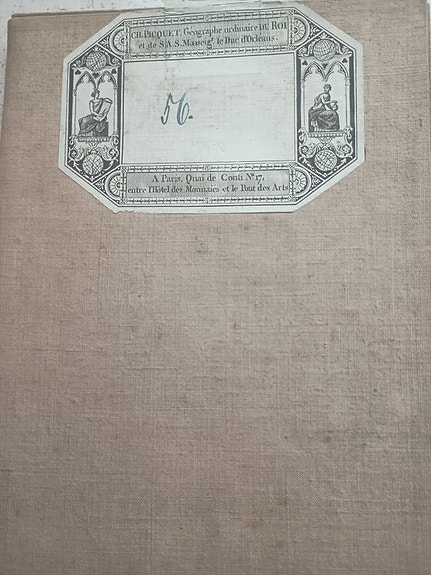 CH. PICQUET, Géographe ordinaire DU ROI
et de S.A.S. Monseigr. le Duc d'Orléans.
56.
A Paris, Quai de Conti N° 17,
entre l'Hôtel des Monnaies et le Pont des Arts